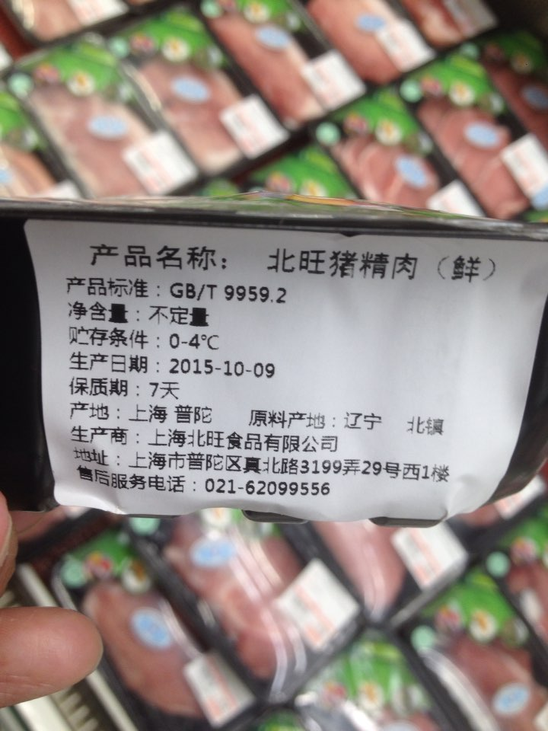 产品名称： 北旺猪精肉（鲜）
产品标准：GB/T 9959.2
净含量：不定量
贮存条件：0-4℃
生产日期：2015-10-09
保质期：7天
产地：上海 普陀 原料产地：辽宁 北镇
生产商：上海北旺食品有限公司
地址：上海市普陀区真北路3199弄29号西1楼
售后服务电话：021-62099556